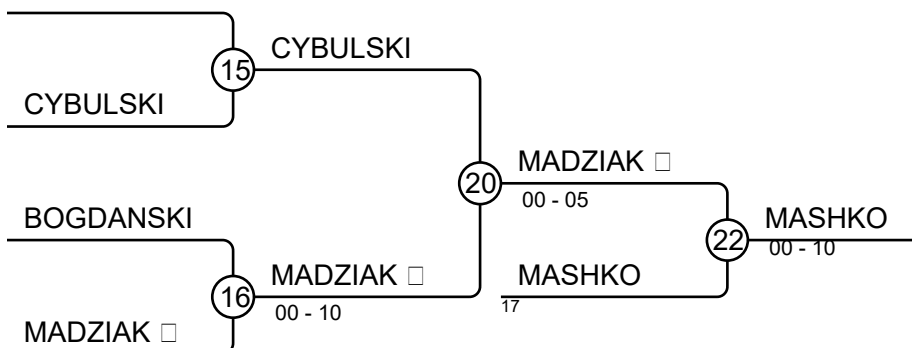 CYBULSKI
15
CYBULSKI
MADZIAK □
20
00 - 05
BOGDANSKI
MASHKO
22
00 - 10
MADZIAK □
MASHKO
16
00 - 10
17
MADZIAK □